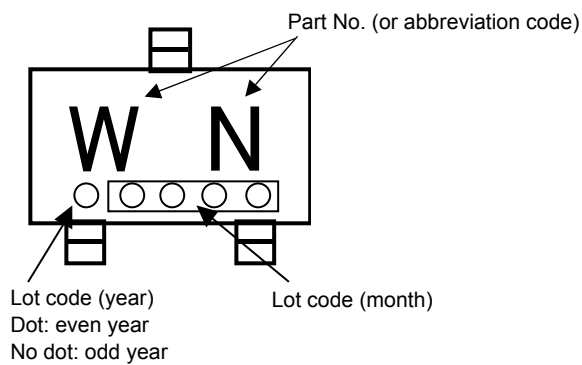 Part No. (or abbreviation code)
W N
Lot code (year)
Dot: even year
No dot: odd year
Lot code (month)